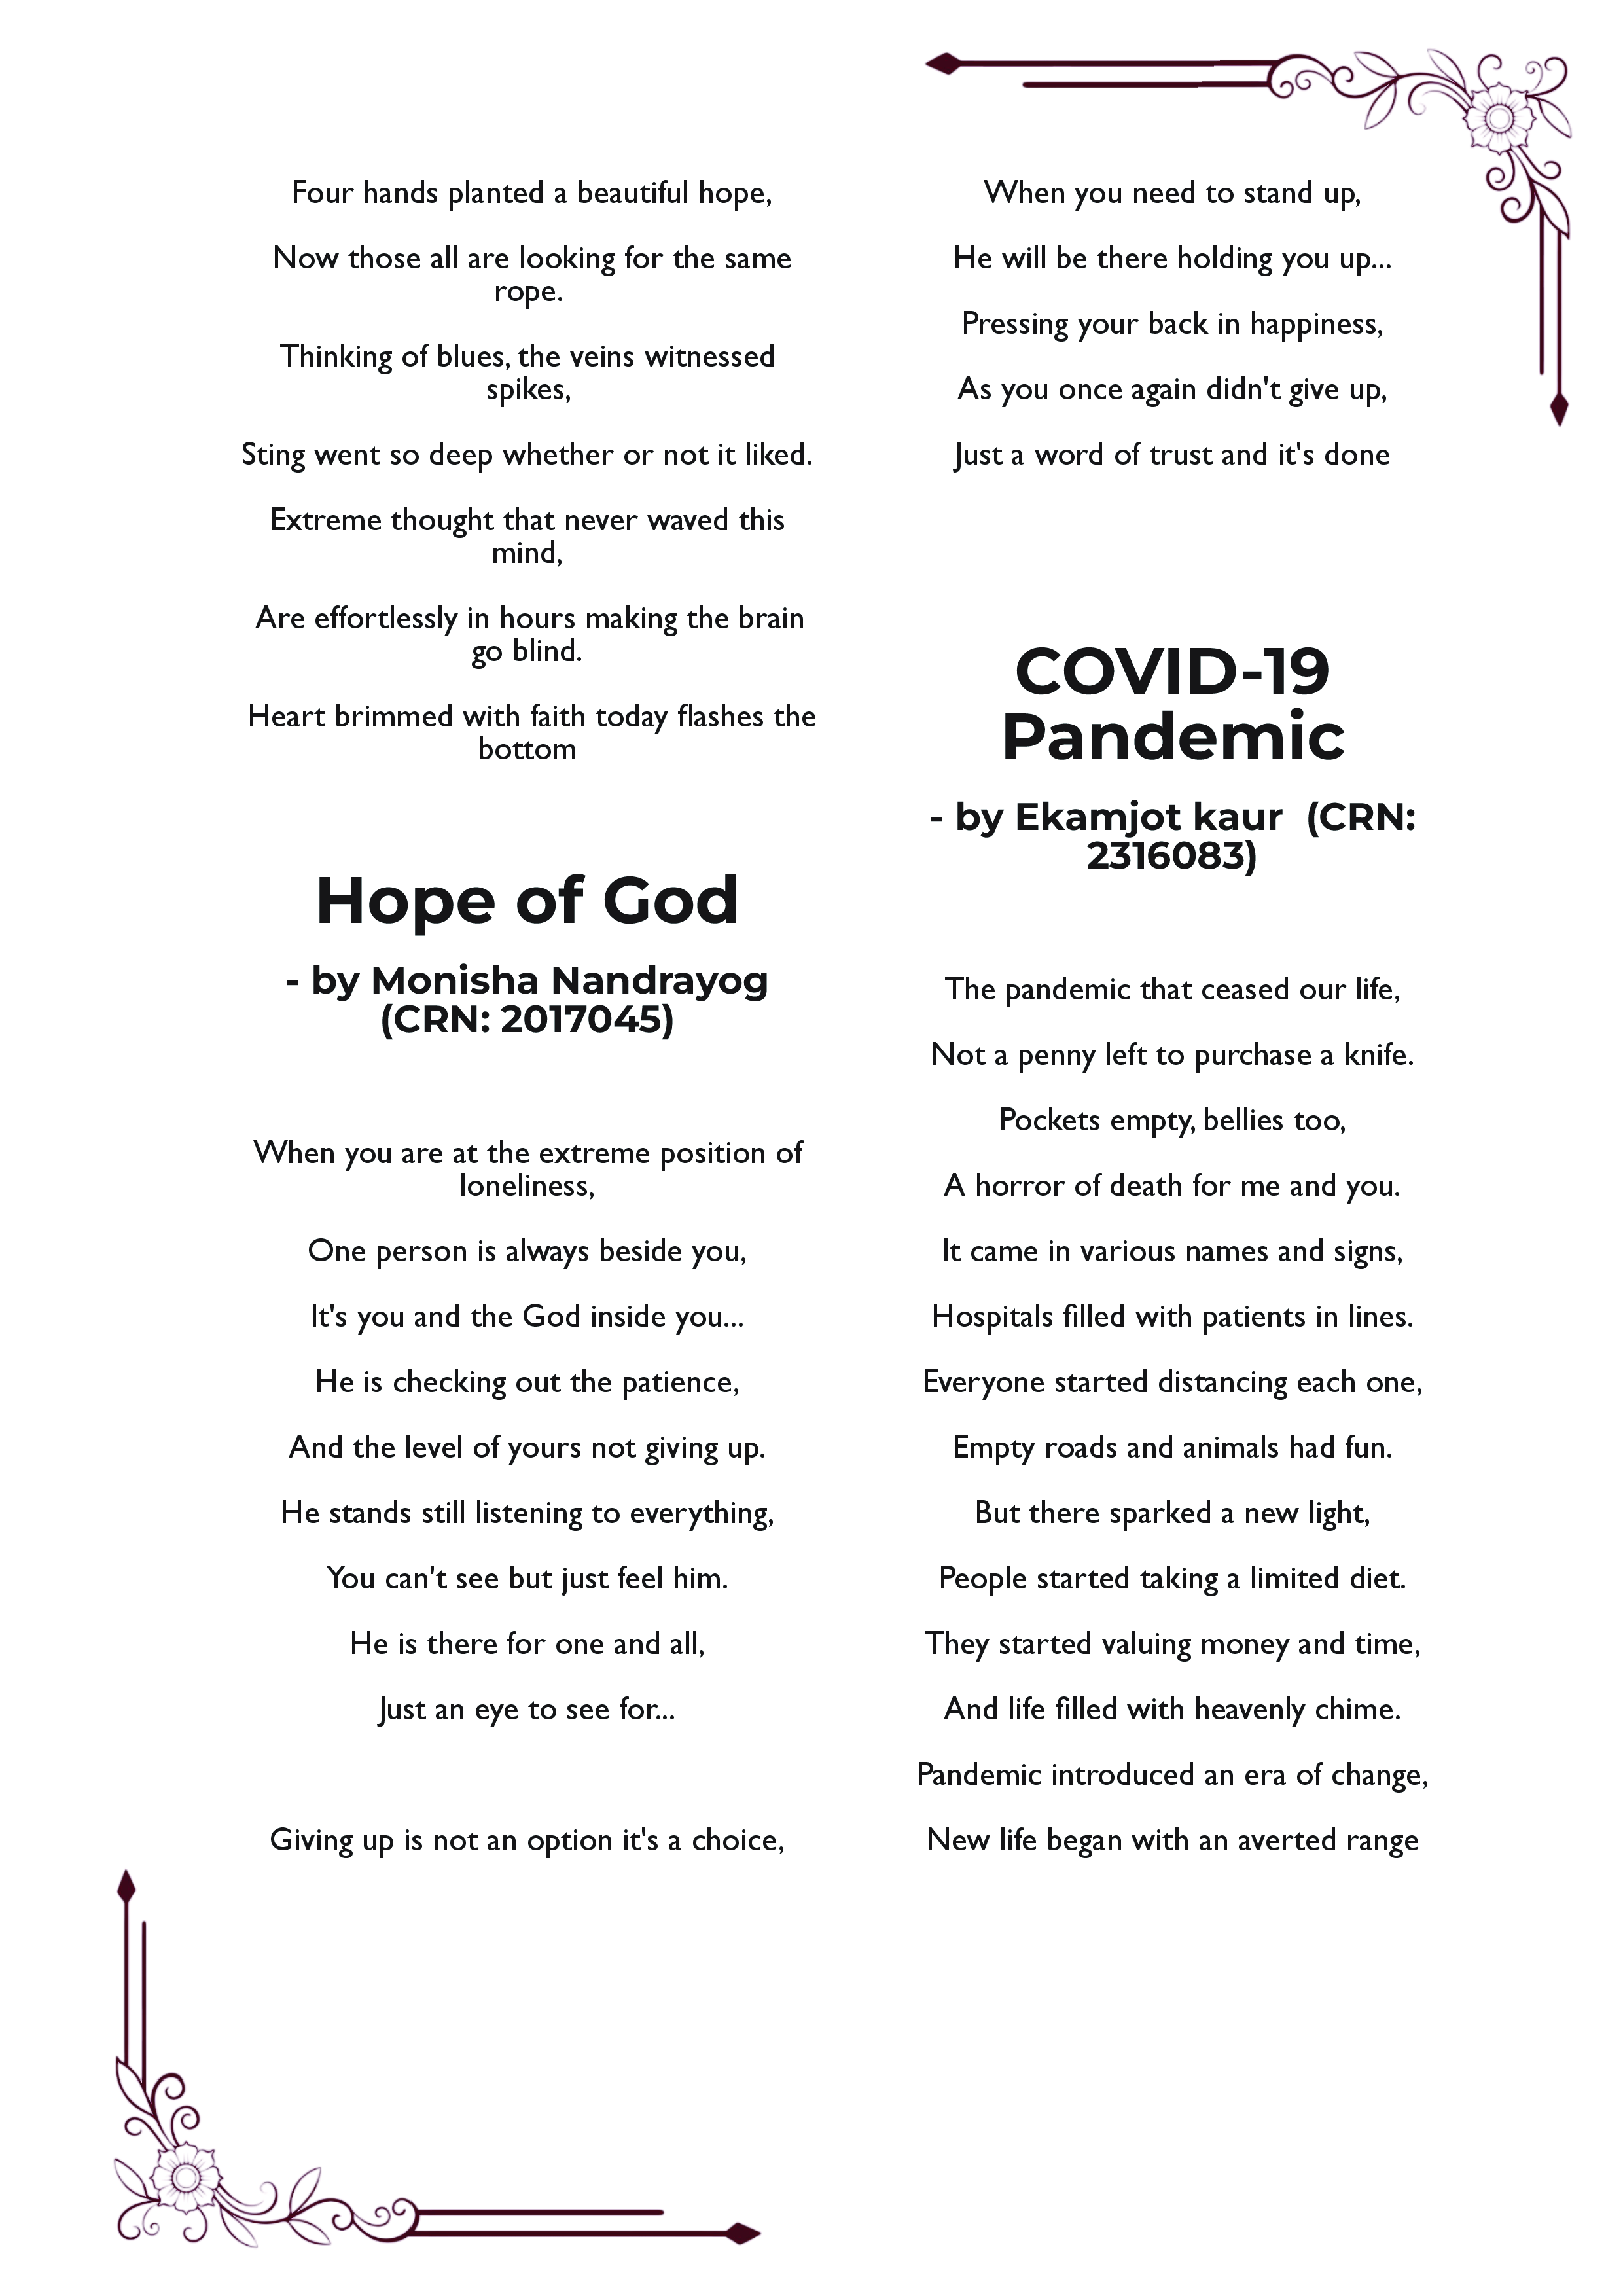 Four hands planted a beautiful hope,
Now those all are looking for the same
rope.
Thinking of blues, the veins witnessed
spikes,
Sting went so deep whether or not it liked.
Extreme thought that never waved this
mind,
Are effortlessly in hours making the brain
go blind.
Heart brimmed with faith today flashes the
bottom
Hope of God
- by Monisha Nandrayog
(CRN: 2017045)
When you are at the extreme position of
loneliness,
One person is always beside you,
It's you and the God inside you...
He is checking out the patience,
And the level of yours not giving up.
He stands still listening to everything,
You can't see but just feel him.
He is there for one and all,
Just an eye to see for...
Giving up is not an option it's a choice,
When you need to stand up,
He will be there holding you up...
Pressing your back in happiness,
As you once again didn't give up,
Just a word of trust and it's done
COVID-19
Pandemic
- by Ekamjot kaur  (CRN:
2316083)
The pandemic that ceased our life,
Not a penny left to purchase a knife.
Pockets empty, bellies too,
A horror of death for me and you.
It came in various names and signs,
Hospitals filled with patients in lines.
Everyone started distancing each one,
Empty roads and animals had fun.
But there sparked a new light,
People started taking a limited diet.
They started valuing money and time,
And life filled with heavenly chime.
Pandemic introduced an era of change,
New life began with an averted range